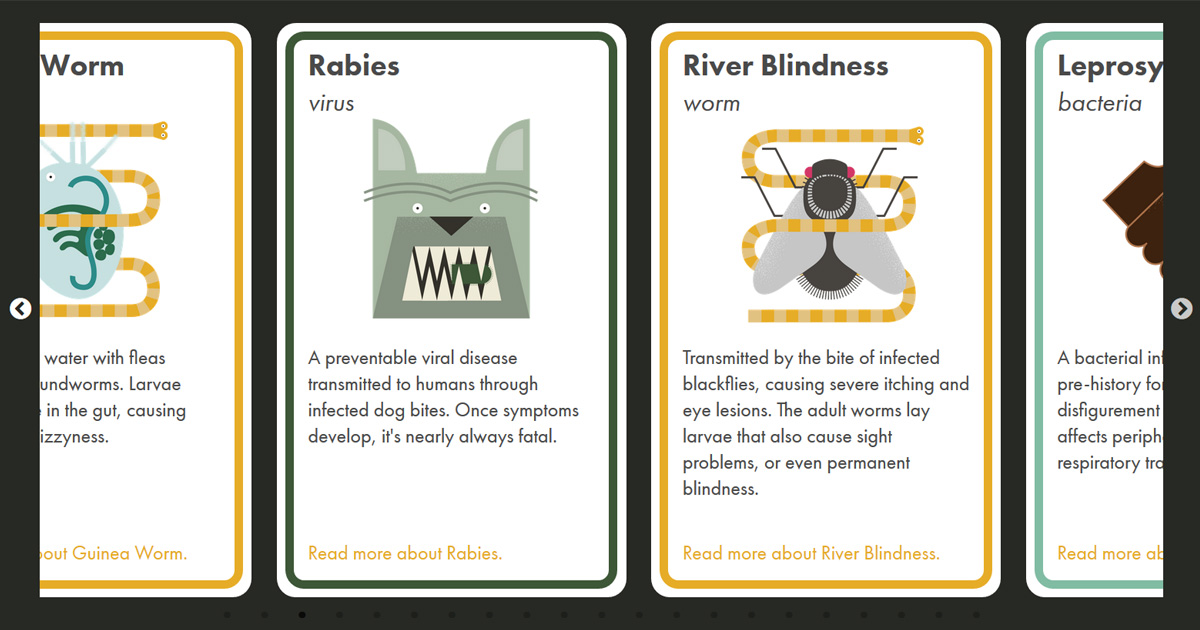 Worm
water with fleas
undworms. Larvae
in the gut, causing
izzyness.
out Guinea Worm.
Rabies
virus
A preventable viral disease
transmitted to humans through
infected dog bites. Once symptoms
develop, it's nearly always fatal.
Read more about Rabies.
River Blindness
worm
Transmitted by the bite of infected
blackflies, causing severe itching and
eye lesions. The adult worms lay
larvae that also cause sight
problems, or even permanent
blindness.
Read more about River Blindness.
Leprosy
bacteria
A bacterial in
pre-history fo
disfigurement
affects periph
respiratory tra
Read more ab